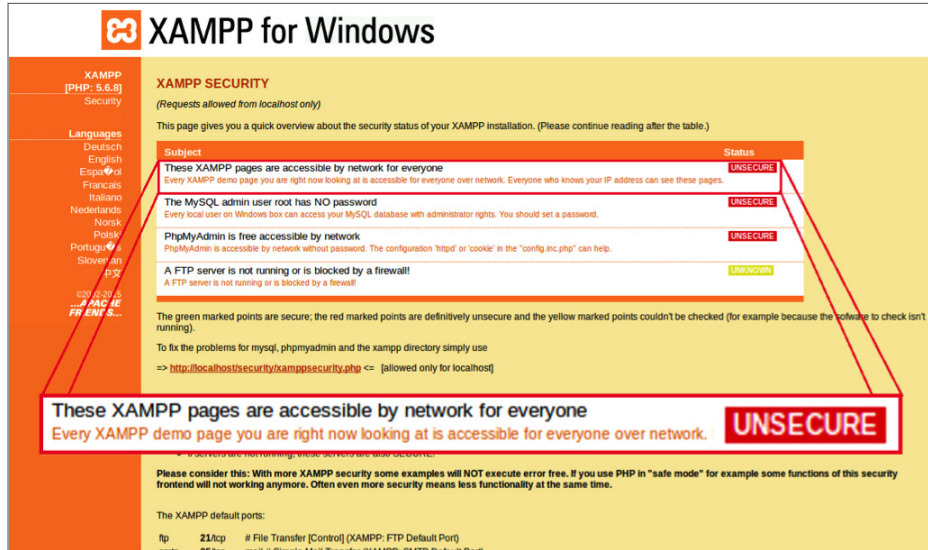 XAMPP for Windows
XAMPP
[PHP: 5.6.8]
Security
Languages
Deutsch
English
Espa�ol
Francais
Italiano
Nederlands
Norsk
Polski
Portugu�s
Slovenian
中文
©2002-2015
...APACHE
FRIENDS...
XAMPP SECURITY
(Requests allowed from localhost only)
This page gives you a quick overview about the security status of your XAMPP installation. (Please continue reading after the table.)
Subject Status
These XAMPP pages are accessible by network for everyone UNSECURE
Every XAMPP demo page you are right now looking at is accessible for everyone over network. Everyone who knows your IP address can see these pages.
The MySQL admin user root has NO password UNSECURE
Every local user on Windows box can access your MySQL database with administrator rights. You should set a password.
PhpMyAdmin is free accessible by network UNSECURE
PhpMyAdmin is accessible by network without password. The configuration 'httpd' or 'cookie' in the "config.inc.php" can help.
A FTP server is not running or is blocked by a firewall! UNKNOWN
A FTP server is not running or is blocked by a firewall!
The green marked points are secure; the red marked points are definitively unsecure and the yellow marked points couldn't be checked (for example because the sofware to check isn't
running).
To fix the problems for mysql, phpmyadmin and the xampp directory simply use
=> http://localhost/security/xamppsecurity.php <= [allowed only for localhost]
These XAMPP pages are accessible by network for everyone UNSECURE
Every XAMPP demo page you are right now looking at is accessible for everyone over network.
servers are not running, these servers are also SECURE.
Please consider this: With more XAMPP security some examples will NOT execute error free. If you use PHP in "safe mode" for example some functions of this security
frontend will not working anymore. Often even more security means less functionality at the same time.
The XAMPP default ports:
ftp 21/tcp # File Transfer [Control] (XAMPP: FTP Default Port)